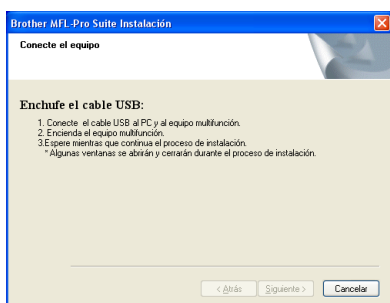 Brother MFL-Pro Suite Instalación
Conecte el equipo
Enchufe el cable USB:
1. Conecte el cable USB al PC y al equipo multifunción.
2. Encienda el equipo multifunción.
3.Espere mientras que continua el proceso de instalación.
* Algunas ventanas se abrirán y cerrarán durante el proceso de instalación.
< Atrás
Siguiente >
Cancelar